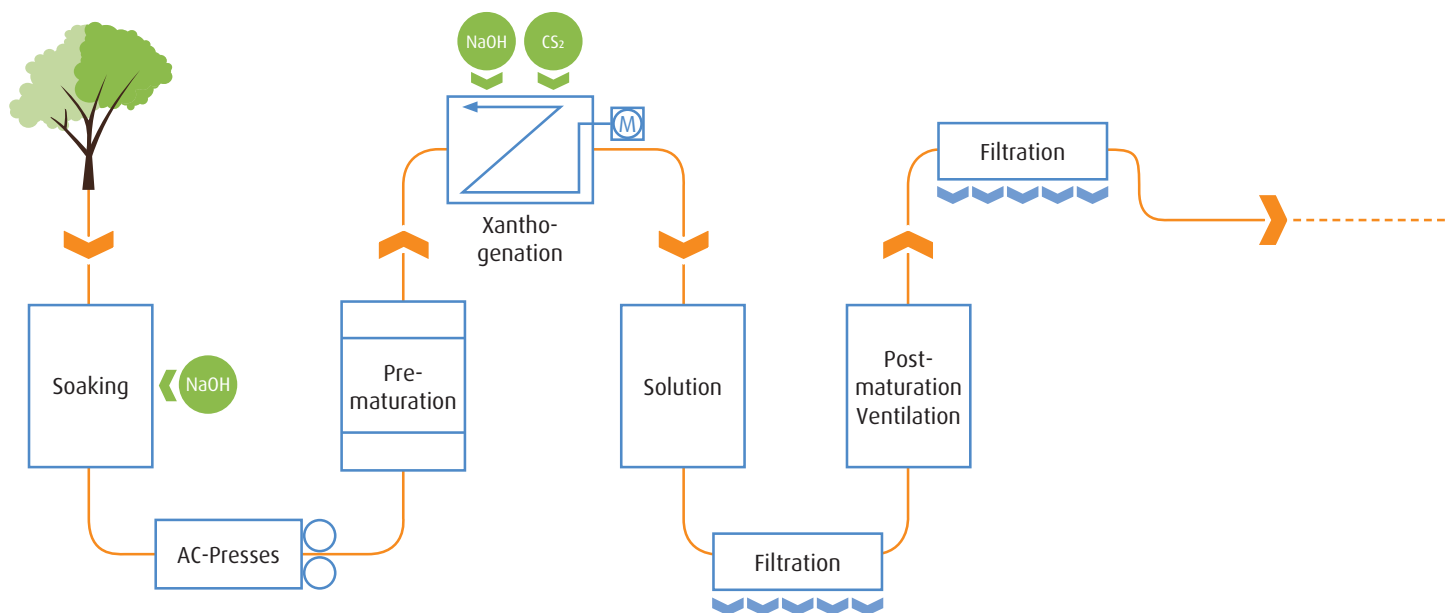 NaOH
CS₂
M
Xantho-
genation
Filtration
Soaking
NaOH
Pre-
maturation
Solution
Post-
maturation
Ventilation
AC-Presses
Filtration